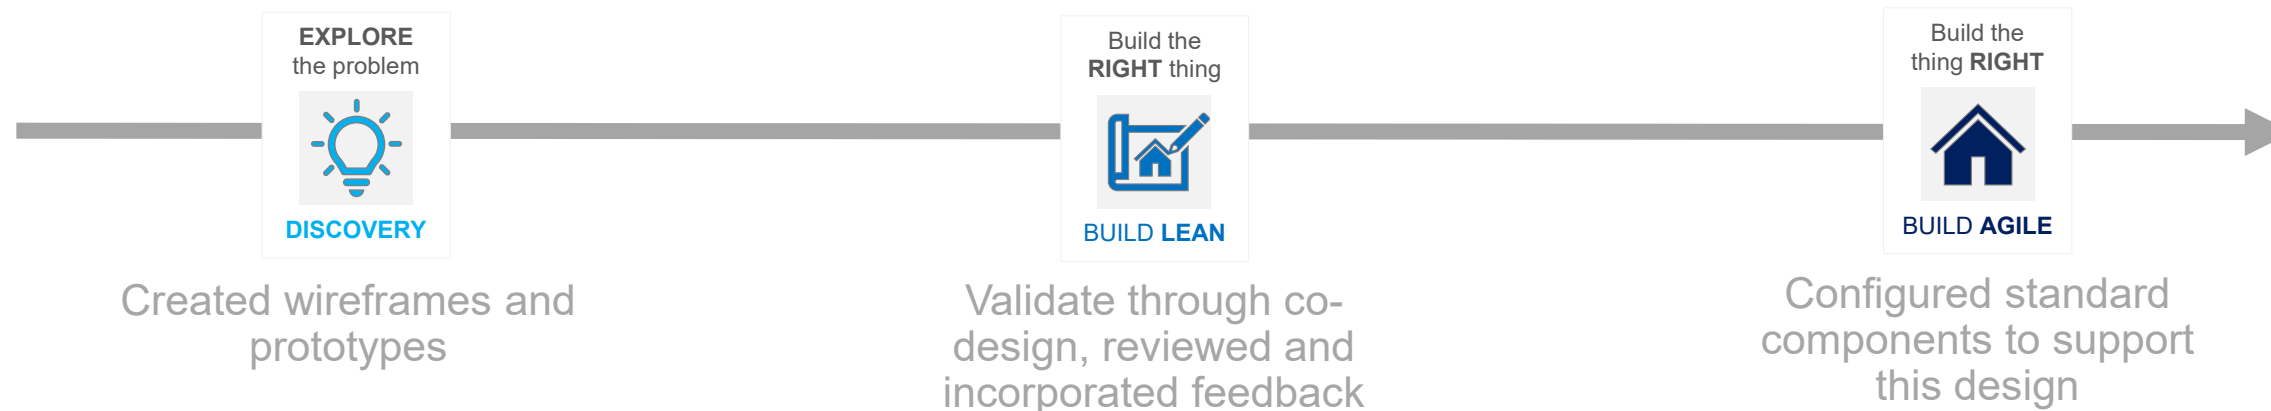 EXPLORE
the problem
DISCOVERY
Created wireframes and
prototypes
Build the
RIGHT thing
BUILD LEAN
Validate through co-
design, reviewed and
incorporated feedback
Build the
thing RIGHT
BUILD AGILE
Configured standard
components to support
this design